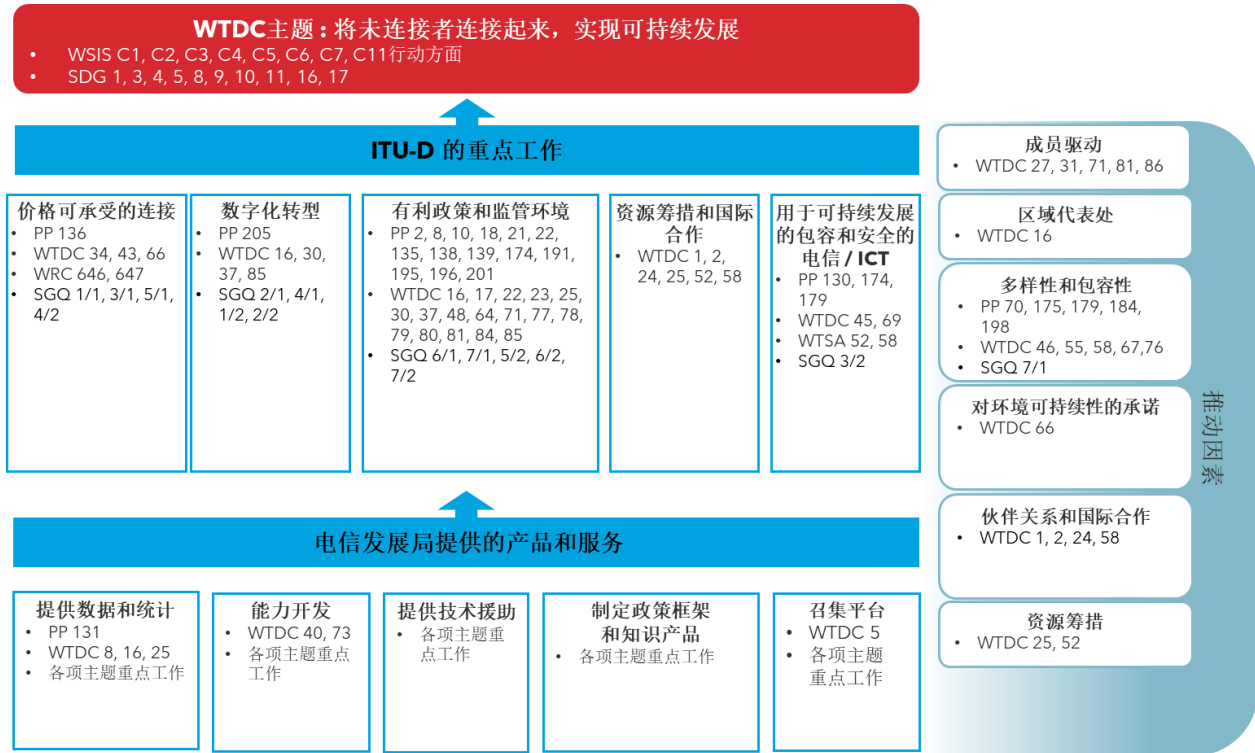 WTDC主题：将未连接者连接起来，实现可持续发展
• WSIS C1, C2, C3, C4, C5, C6, C7, C11行动方面
• SDG 1, 3, 4, 5, 8, 9, 10, 11, 16, 17
ITU-D 的重点工作
价格可承受的连接
• PP 136
• WTDC 34, 43, 66
• WRC 646, 647
• SGQ 1/1, 3/1, 5/1,
4/2
数字化转型
• PP 205
• WTDC 16, 30,
37, 85
• SGQ 2/1, 4/1,
1/2, 2/2
有利政策和监管环境
• PP 2, 8, 10, 18, 21, 22,
135, 138, 139, 174, 191,
195, 196, 201
• WTDC 16, 17, 22, 23, 25,
30, 37, 48, 64, 71, 77, 78,
79, 80, 81, 84, 85
• SGQ 6/1, 7/1, 5/2, 6/2,
7/2
资源筹措和国际
合作
• WTDC 1, 2,
24, 25, 52, 58
用于可持续发展
的包容和安全的
电信 / ICT
• PP 130, 174,
179
• WTDC 45, 69
• WTSA 52, 58
• SGQ 3/2
电信发展局提供的产品和服务
提供数据和统计
• PP 131
• WTDC 8, 16, 25
• 各项主题重点工作
能力开发
• WTDC 40, 73
• 各项主题重点
工作
提供技术援助
• 各项主题重
点工作
制定政策框架
和知识产品
• 各项主题重点工作
召集平台
• WTDC 5
• 各项主题
重点工作
成员驱动
• WTDC 27, 31, 71, 81, 86
区域代表处
• WTDC 16
多样性和包容性
• PP 70, 175, 179, 184,
198
• WTDC 46, 55, 58, 67,76
• SGQ 7/1
对环境可持续性的承诺
• WTDC 66
伙伴关系和国际合作
• WTDC 1, 2, 24, 58
资源筹措
• WTDC 25, 52
推动因素